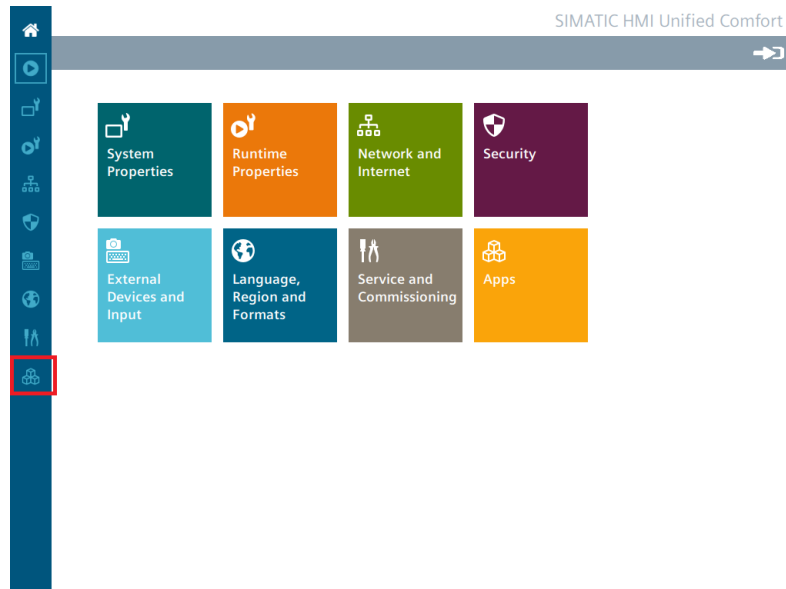 SIMATIC HMI Unified Comfort
System
Properties
Runtime
Properties
Network and
Internet
Security
External
Devices and
Input
Language,
Region and
Formats
Service and
Commissioning
Apps